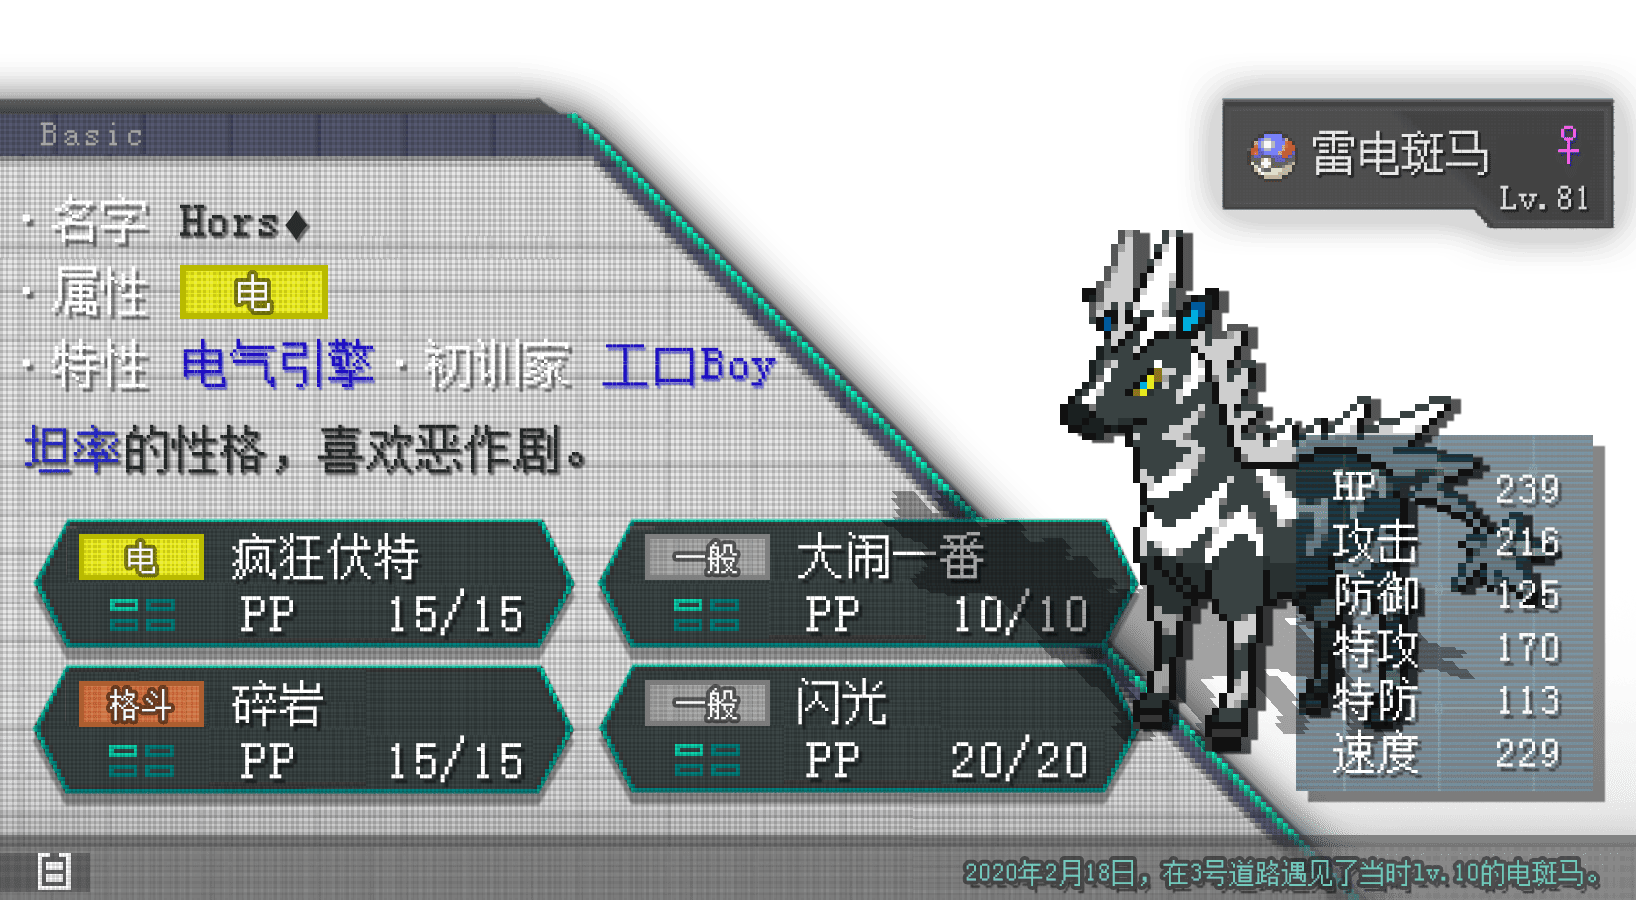 Basic
雷电斑马 ♀
Lv.81
·名字 Hors♦
·属性 电
·特性 电气引擎 ·初训家 工口Boy
坦率的性格，喜欢恶作剧。
电 疯狂伏特
PP 15/15
一般 大闹一番
PP 10/10
格斗 碎岩
PP 15/15
一般 闪光
PP 20/20
HP 239
攻击 216
防御 125
特攻 170
特防 113
速度 229
2020年2月18日，在3号道路遇见了当时lv.10的电斑马。